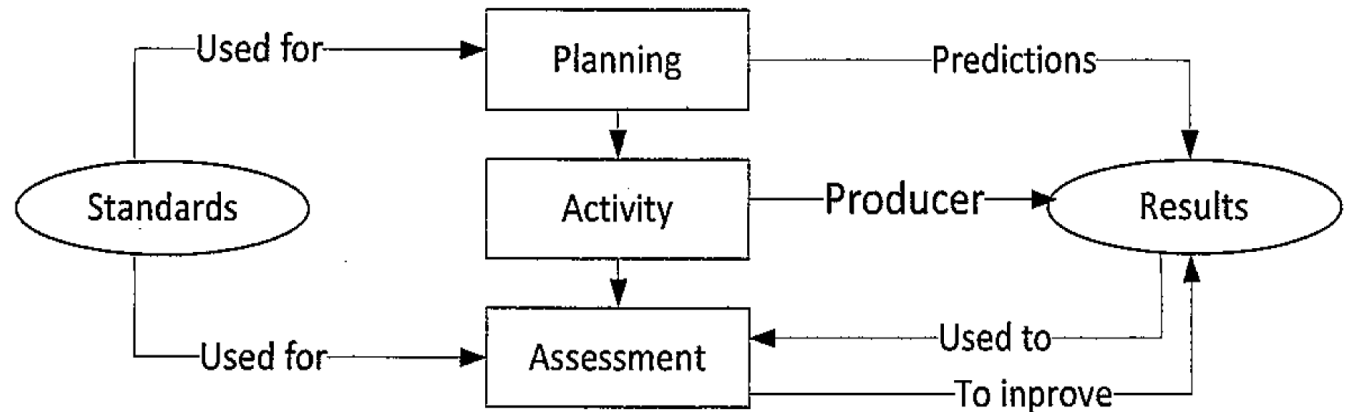 Used for
Planning
Predictions
Standards
Activity
Producer
Results
Used for
Assessment
Used to
To inprove